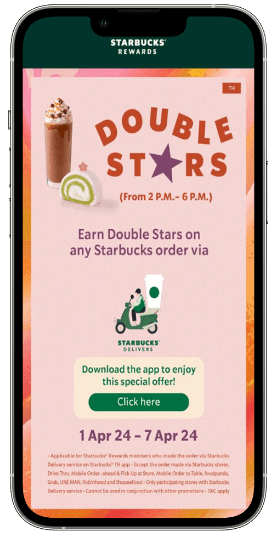 STARBUCKS®
REWARDS
TH
DOUBLE
ST★RS
(From 2 P.M.- 6 P.M.)
Earn Double Stars on
any Starbucks order via
STARBUCKS®
DELIVERS
Download the app to enjoy
this special offer!
Click here
1 Apr 24 - 7 Apr 24
• Applicable for Starbucks® Rewards members who made the order via Starbucks
Delivery service on Starbucks® TH app • Except the order made via Starbucks stores,
Drive Thru, Mobile Order- ahead & Pick Up at Store, Mobile Order to Table, foodpanda,
Grab, LINE MAN, Robinhood and ShopeeFood • Only participating stores with Starbucks
Delivery service • Cannot be used in conjunction with other promotions • T&C apply